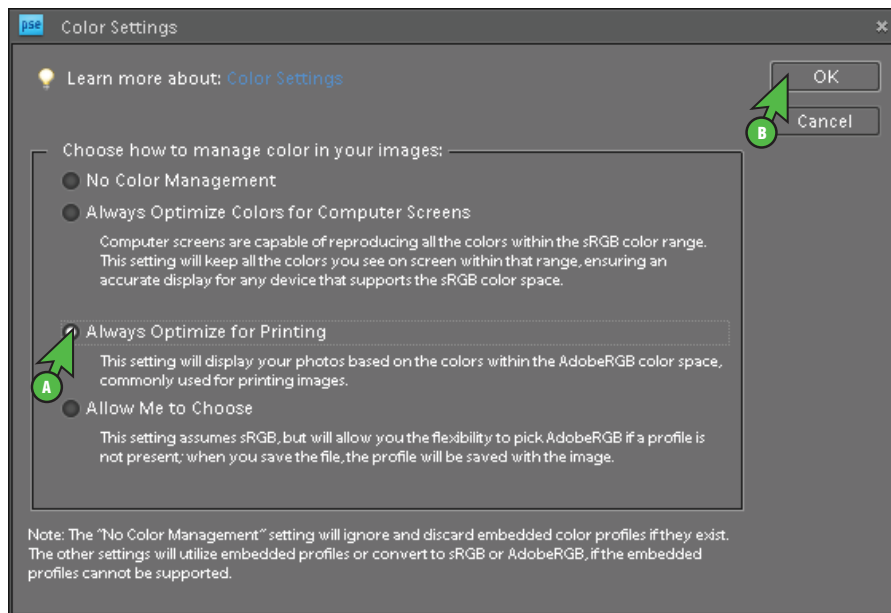 pse Color Settings
Learn more about: Color Settings
OK
B
Cancel
Choose how to manage color in your images:
No Color Management
Always Optimize Colors for Computer Screens
Computer screens are capable of reproducing all the colors within the sRGB color range.
This setting will keep all the colors you see on screen within that range, ensuring an
accurate display for any device that supports the sRGB color space.
Always Optimize for Printing
This setting will display your photos based on the colors within the AdobeRGB color space,
commonly used for printing images.
A
Allow Me to Choose
This setting assumes sRGB, but will allow you the flexibility to pick AdobeRGB if a profile is
not present; when you save the file, the profile will be saved with the image.
Note: The "No Color Management" setting will ignore and discard embedded color profiles if they exist.
The other settings will utilize embedded profiles or convert to sRGB or AdobeRGB, if the embedded
profiles cannot be supported.